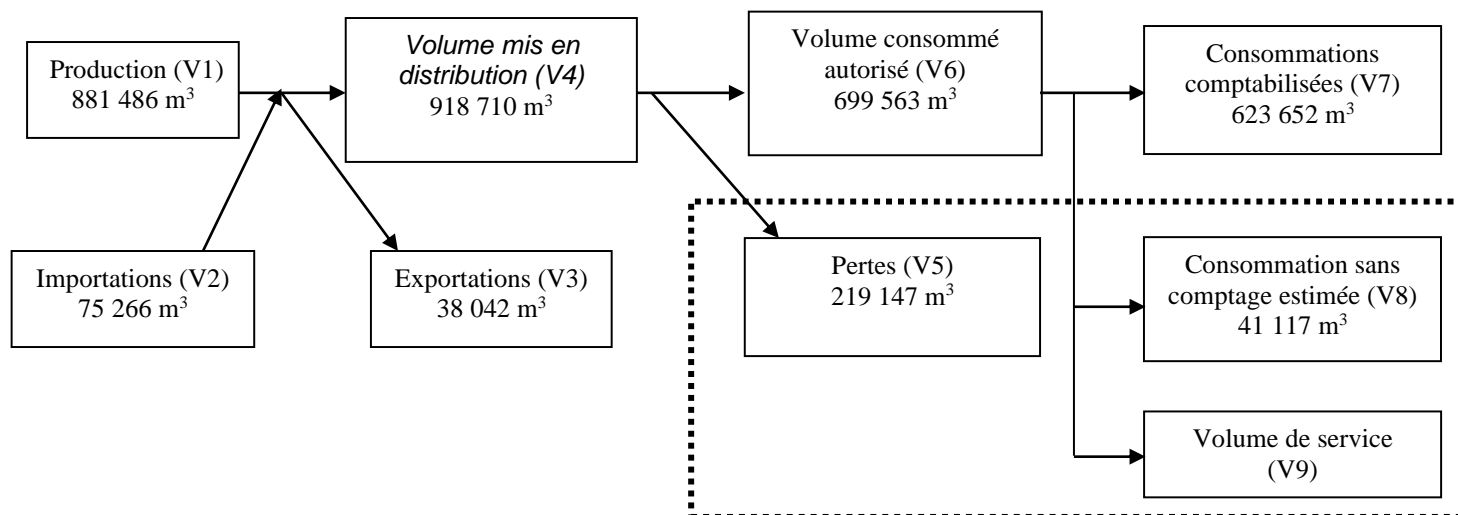 Production (V1)
881 486 m³
Volume mis en
distribution (V4)
918 710 m³
Volume consommé
autorisé (V6)
699 563 m³
Consommations
comptabilisées (V7)
623 652 m³
Importations (V2)
75 266 m³
Exportations (V3)
38 042 m³
Pertes (V5)
219 147 m³
Consommation sans
comptage estimée (V8)
41 117 m³
Volume de service
(V9)